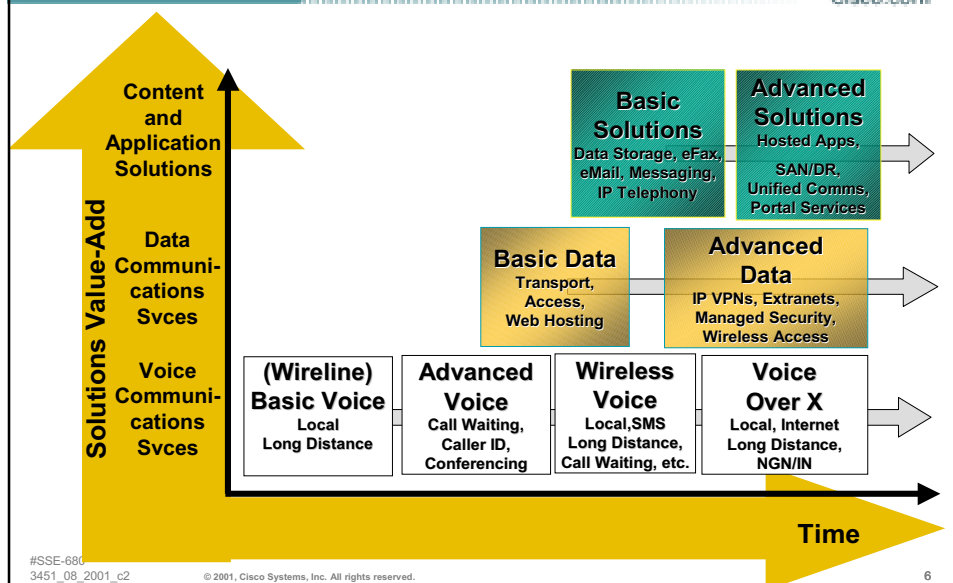 Cisco.com
Content
and
Application
Solutions
Data
Communi-
cations
Svces
Voice
Communi-
cations
Svces
Solutions Value-Add
Basic
Solutions
Data Storage, eFax,
eMail, Messaging,
IP Telephony
Advanced
Solutions
Hosted Apps,
SAN/DR,
Unified Comms,
Portal Services
Basic Data
Transport,
Access,
Web Hosting
Advanced
Data
IP VPNs, Extranets,
Managed Security,
Wireless Access
(Wireline)
Basic Voice
Local
Long Distance
Advanced
Voice
Call Waiting,
Caller ID,
Conferencing
Wireless
Voice
Local,SMS
Long Distance,
Call Waiting, etc.
Voice
Over X
Local, Internet
Long Distance,
NGN/IN
Time
#SSE-680
3451_08_2001_c2
© 2001, Cisco Systems, Inc. All rights reserved.
6